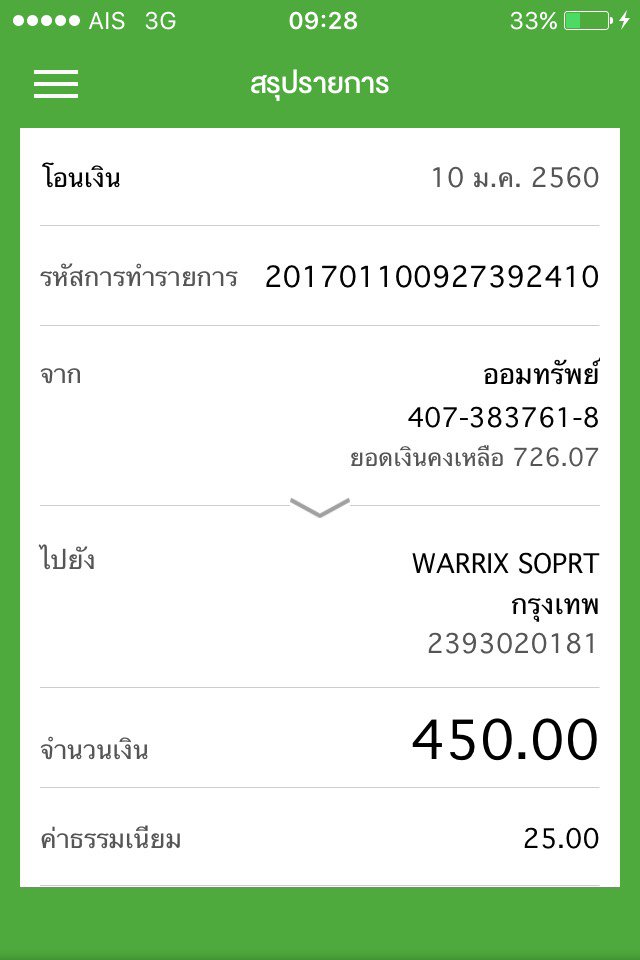 AIS 3G 09:28 33%
สรุปรายการ
โอนเงิน 10 ม.ค. 2560
รหัสการทำรายการ 201701100927392410
จาก ออมทรัพย์
407-383761-8
ยอดเงินคงเหลือ 726.07
ไปยัง WARRIX SOPRT
กรุงเทพ
2393020181
จำนวนเงิน 450.00
ค่าธรรมเนียม 25.00